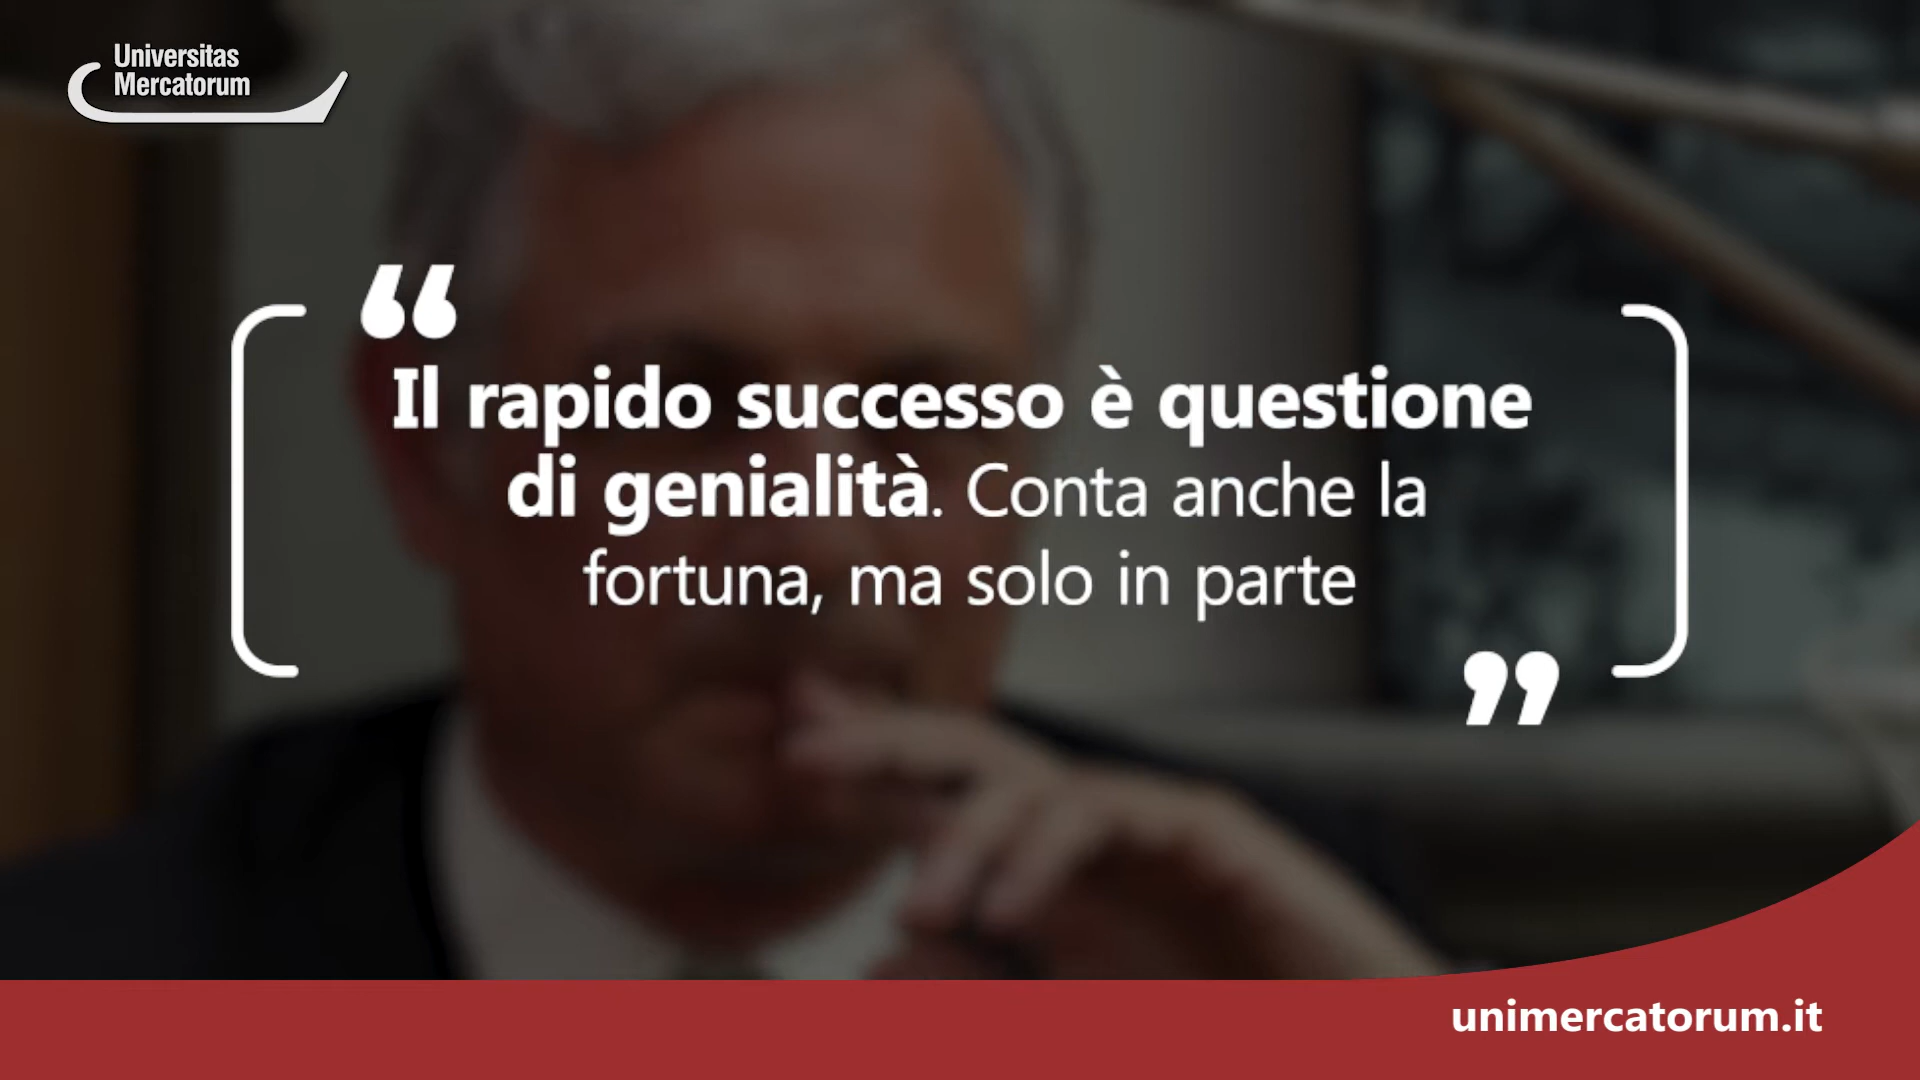 Universitas
Mercatorum
“
Il rapido successo è questione
di genialità. Conta anche la
fortuna, ma solo in parte
”
unimercatorum.it